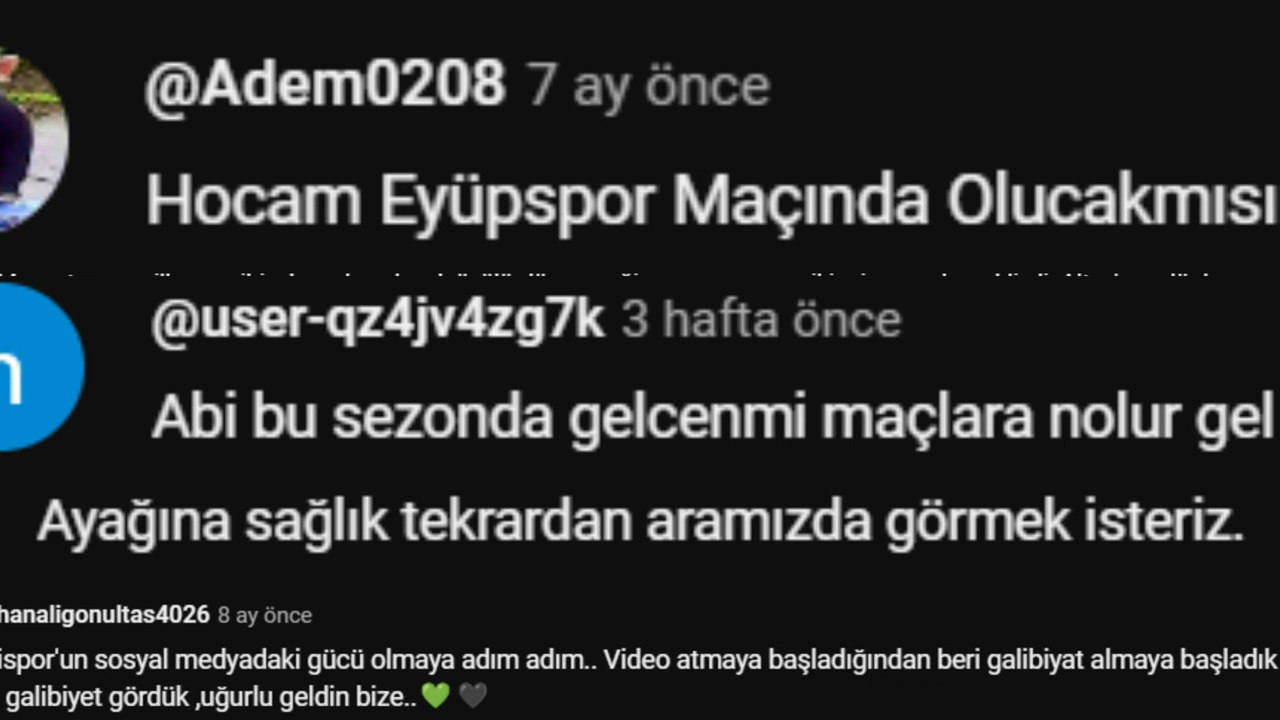 @Adem0208 7 ay önce
Hocam Eyüpspor Maçında Olucakmısı
@user-qz4jv4zg7k 3 hafta önce
n
Abi bu sezonda gelcenmi maçlara nolur gel
Ayağına sağlık tekrardan aramızda görmek isteriz.
hanaligonultas4026 8 ay önce
ispor'un sosyal medyadaki gücü olmaya adım adım.. Video atmaya başladığından beri galibiyat almaya başladık
galibiyet gördük ,uğurlu geldin bize.. 💚 🖤